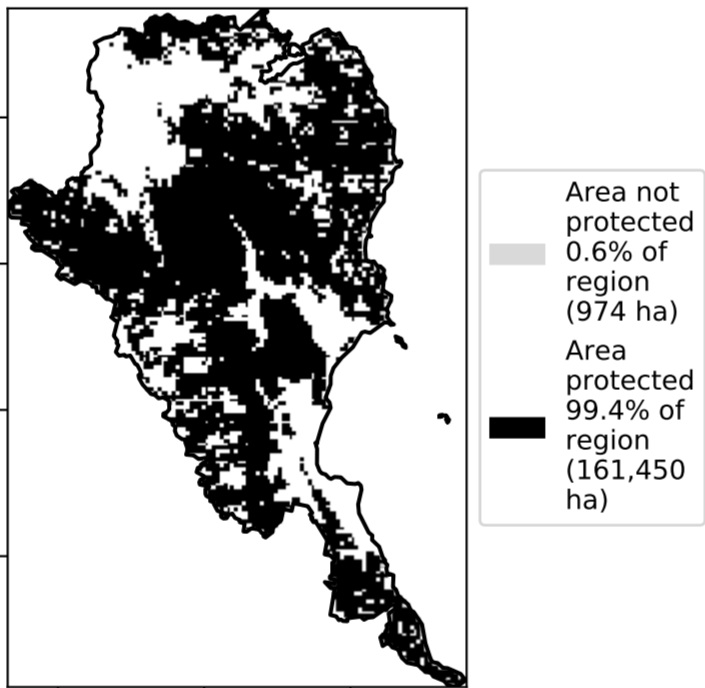 Area not
protected
0.6% of
region
(974 ha)
Area
protected
99.4% of
region
(161,450
ha)